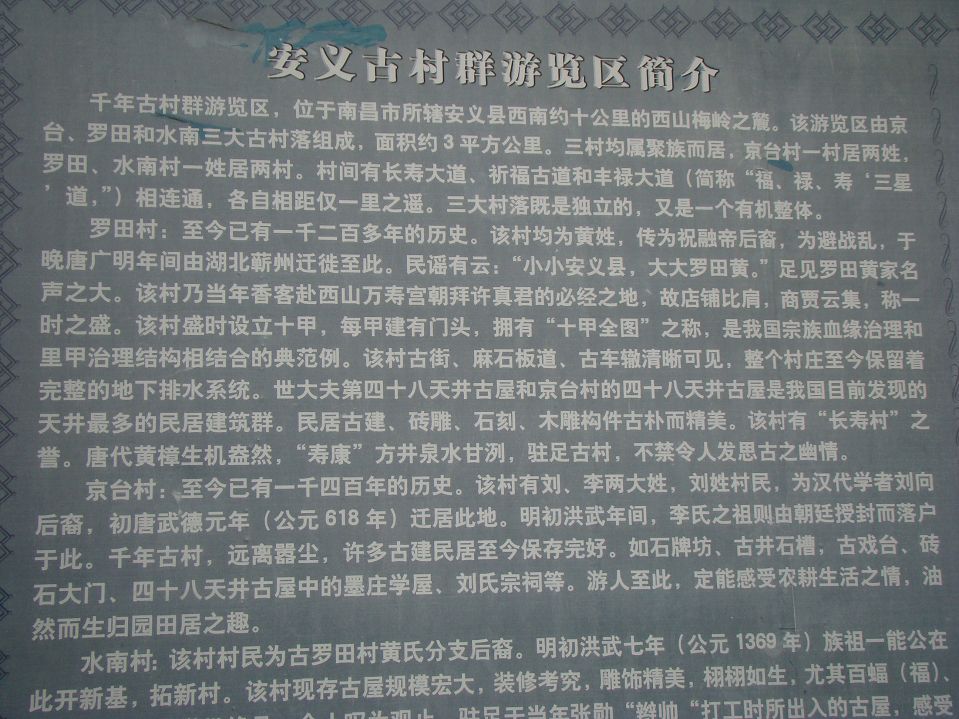 安义古村群游览区简介
千年古村群游览区，位于南昌市所辖安义县西南约十公里的西山梅岭之麓。该游览区由京
台、罗田和水南三大古村落组成，面积约3平方公里。三村均属聚族而居，京台村一村居两姓，
罗田、水南村一姓居两村。村间有长寿大道、祈福古道和丰禄大道（简称“福、禄、寿‘三星
’道，”）相连通，各自相距仅一里之遥。三大村落既是独立的，又是一个有机整体。
罗田村：至今已有一千二百多年的历史。该村均为黄姓，传为祝融帝后裔，为避战乱，于
晚唐广明年间由湖北蕲州迁徙至此。民谣有云：“小小安义县，大大罗田黄。”足见罗田黄家名
声之大。该村乃当年香客赴西山万寿宫朝拜许真君的必经之地，故店铺比肩，商贾云集，称一
时之盛。该村盛时设立十甲，每甲建有门头，拥有“十甲全图”之称，是我国宗族血缘治理和
里甲治理结构相结合的典范例。该村古街、麻石板道、古车辙清晰可见，整个村庄至今保留着
完整的地下排水系统。世大夫第四十八天井古屋和京台村的四十八天井古屋是我国目前发现的
天井最多的民居建筑群。民居古建、砖雕、石刻、木雕构件古朴而精美。该村有“长寿村”之
誉。唐代黄樟生机盎然，“寿康”方井泉水甘洌，驻足古村，不禁令人发思古之幽情。
京台村：至今已有一千四百年的历史。该村有刘、李两大姓，刘姓村民，为汉代学者刘向
后裔，初唐武德元年（公元618年）迁居此地。明初洪武年间，李氏之祖则由朝廷授封而落户
于此。千年古村，远离嚣尘，许多古建民居至今保存完好。如石牌坊、古井石槽，古戏台、砖
石大门、四十八天井古屋中的墨庄学屋、刘氏宗祠等。游人至此，定能感受农耕生活之情，油
然而生归园田居之趣。
水南村：该村村民为古罗田村黄氏分支后裔。明初洪武七年（公元1369年）族祖一能公在
此开新基，拓新村。该村现存古屋规模宏大，装修考究，雕饰精美，栩栩如生，尤其百蝠（福）、
令人叹为观止。驻足于当年张勋“辫帅“打工时所出入的古屋，感受